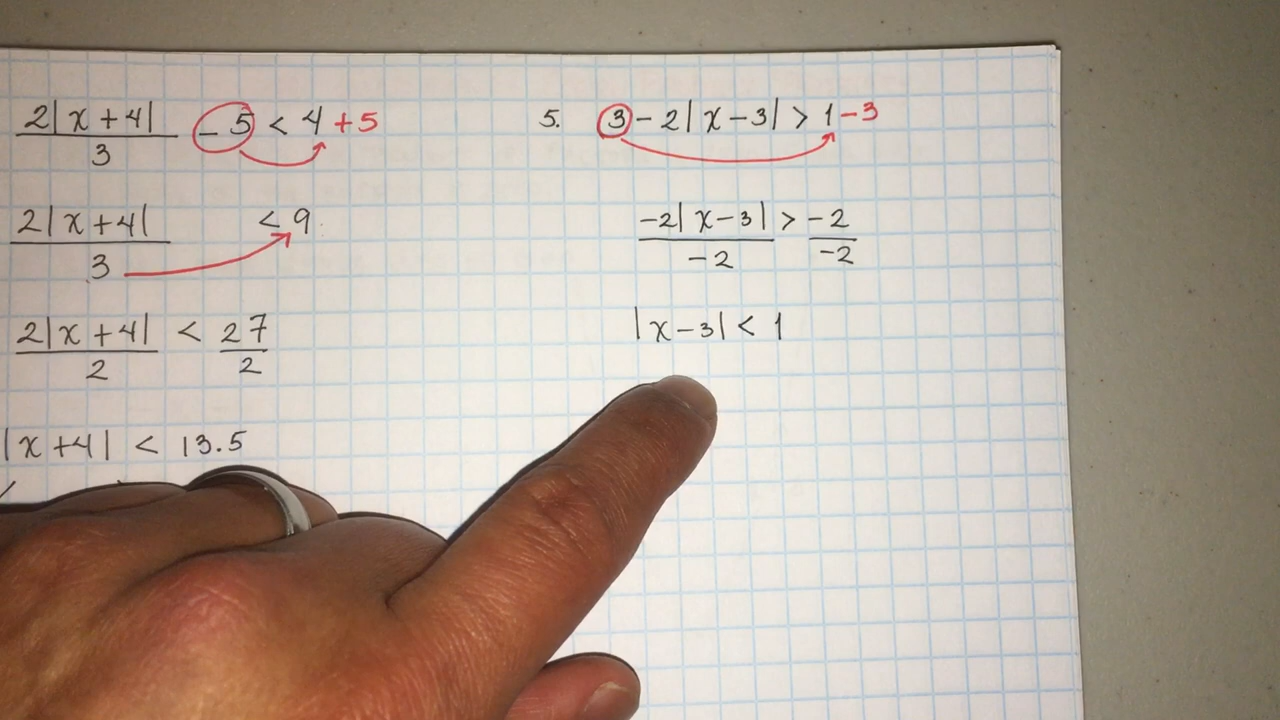 2|x+4|/3 -5 < 4 +5
2|x+4|/3 < 9
2|x+4|/2 < 27/2
|x+4| < 13.5
5. 3-2|x-3| > 1-3
-2|x-3|/-2 > -2/-2
|x-3| < 1